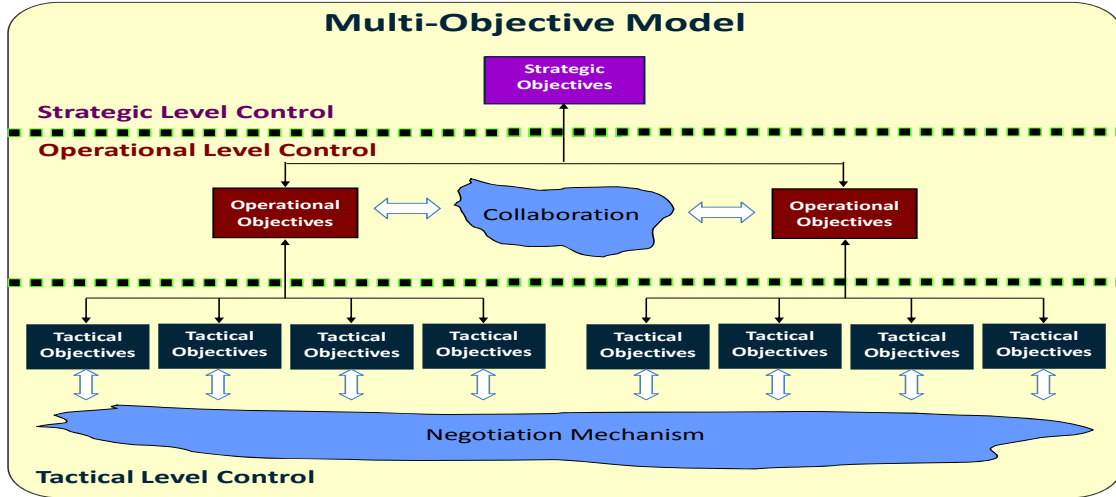 Multi-Objective Model
Strategic
Objectives
Strategic Level Control
Operational Level Control
Operational
Objectives
Collaboration
Operational
Objectives
Tactical
Objectives
Tactical
Objectives
Tactical
Objectives
Tactical
Objectives
Tactical
Objectives
Tactical
Objectives
Tactical
Objectives
Tactical
Objectives
Negotiation Mechanism
Tactical Level Control